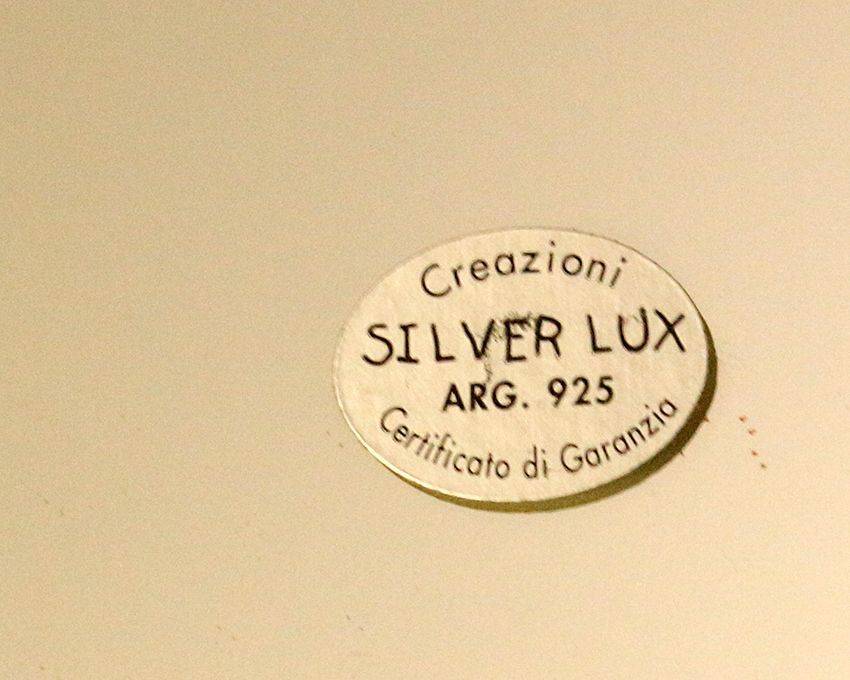 Creazioni
SILVER LUX
ARG. 925
Certificato di Garanzia